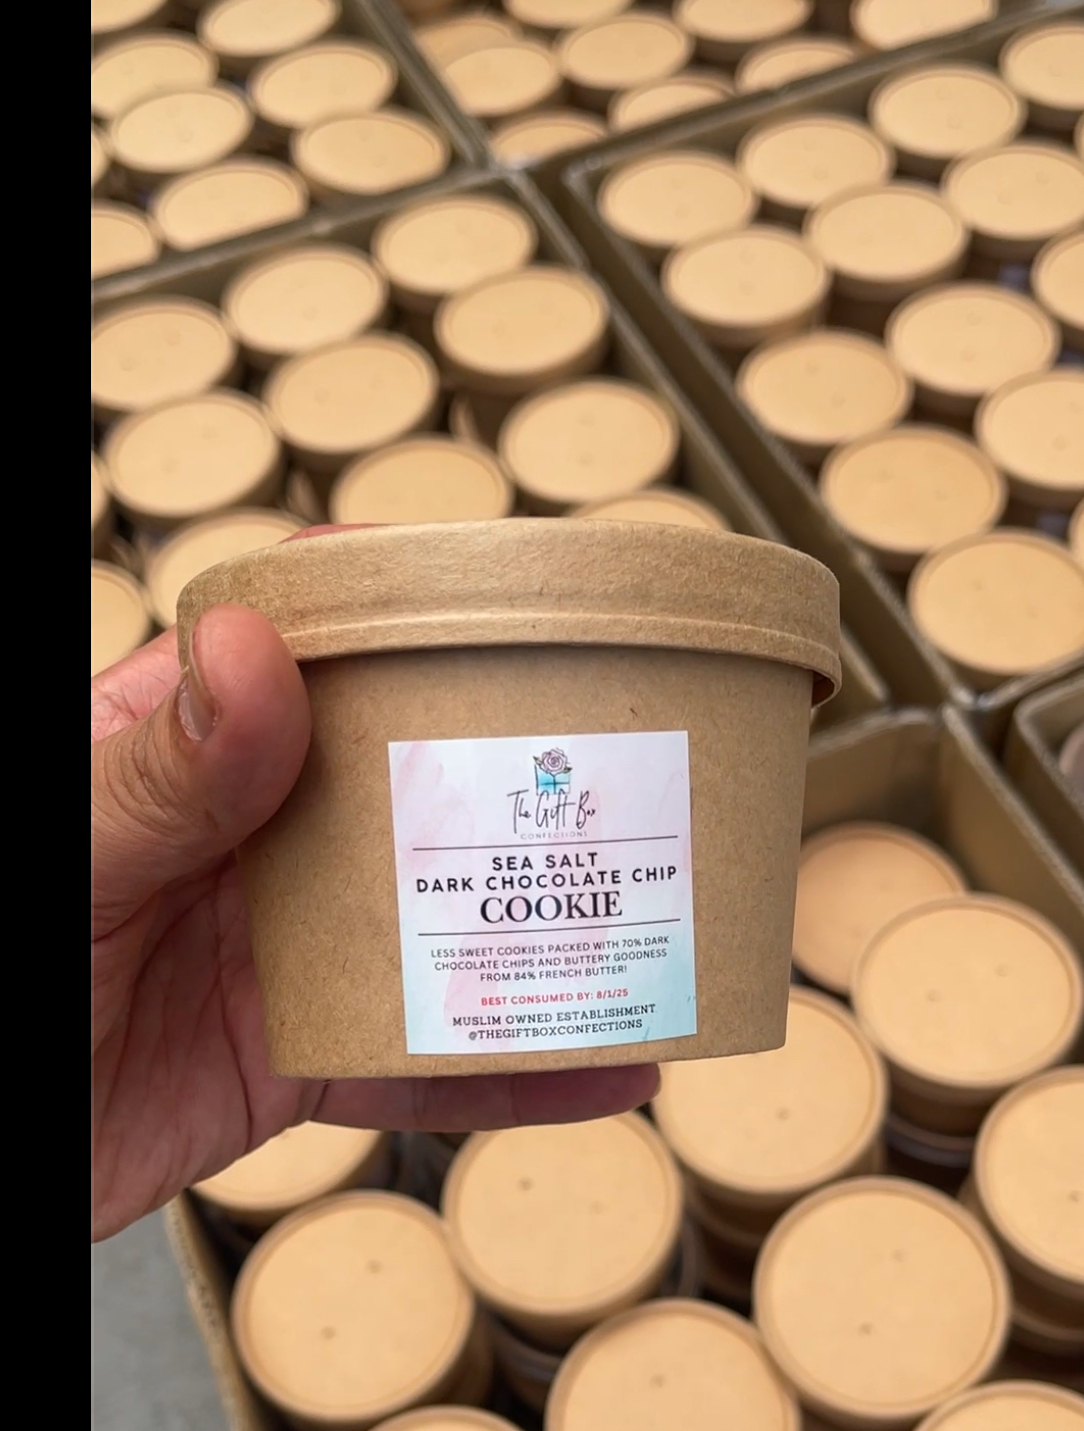 The Gift Box
CONFECTIONS
SEA SALT
DARK CHOCOLATE CHIP
COOKIE
LESS SWEET COOKIES PACKED WITH 70% DARK
CHOCOLATE CHIPS AND BUTTERY GOODNESS
FROM 84% FRENCH BUTTER!
BEST CONSUMED BY: 8/1/25
MUSLIM OWNED ESTABLISHMENT
@THEGIFTBOXCONFECTIONS